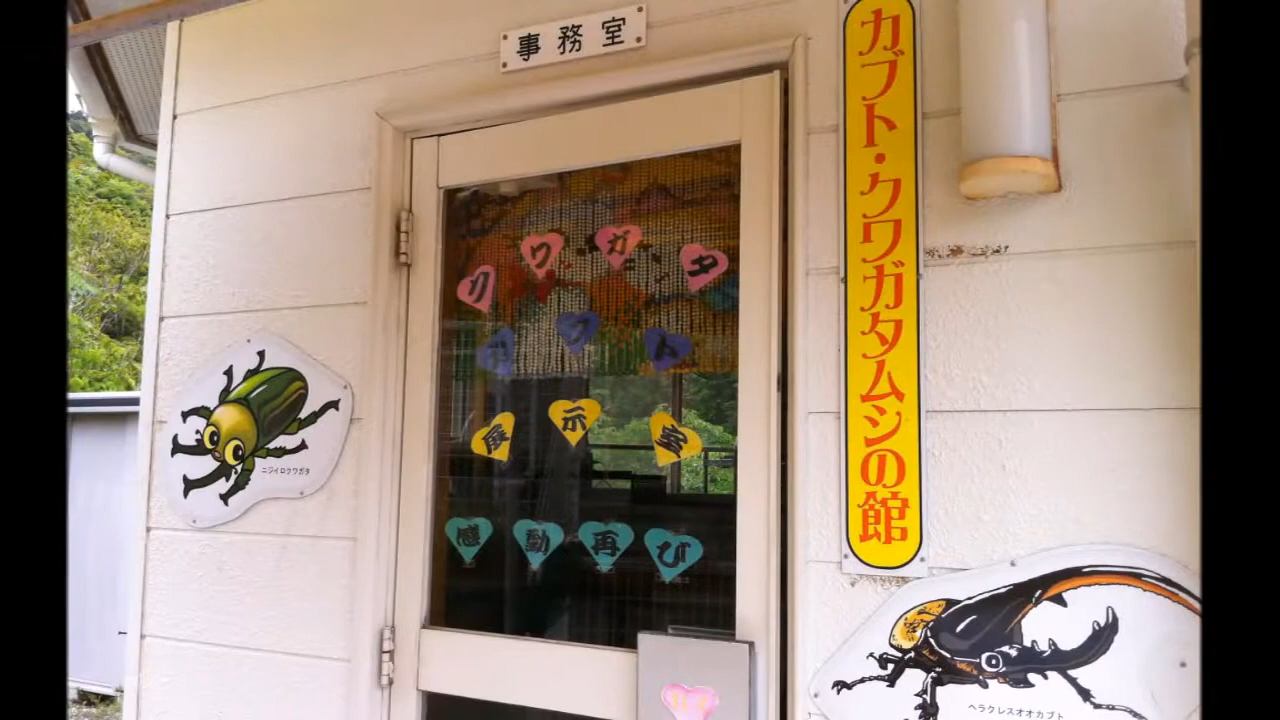 事務室
カブト・クワガタムシの館
クワガタ
カブト
展示室
感動再び
ニジイロクワガタ
ヘラクレスオオカブト